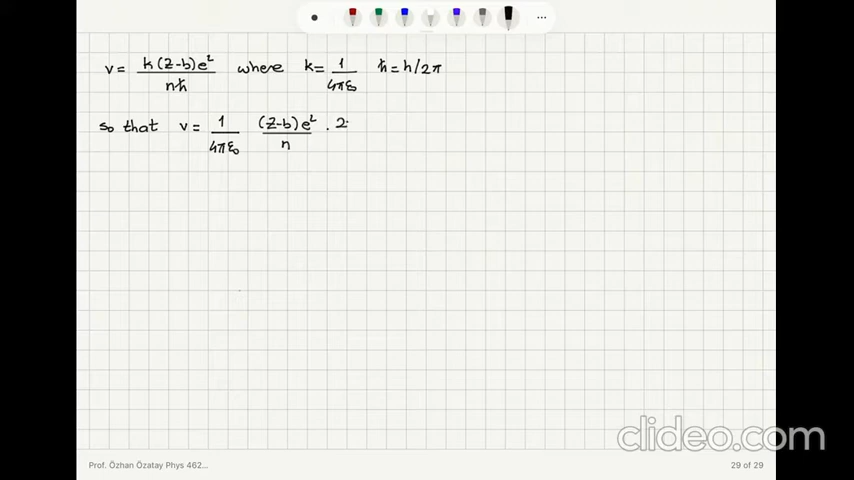 v = k(Z-b)e² / nħ where k = 1/4πε₀ ħ = h/2π
so that v = 1/4πε₀ (Z-b)e²/n . 2
clideo.com
Prof. Özhan Özatay Phys 462...
29 of 29